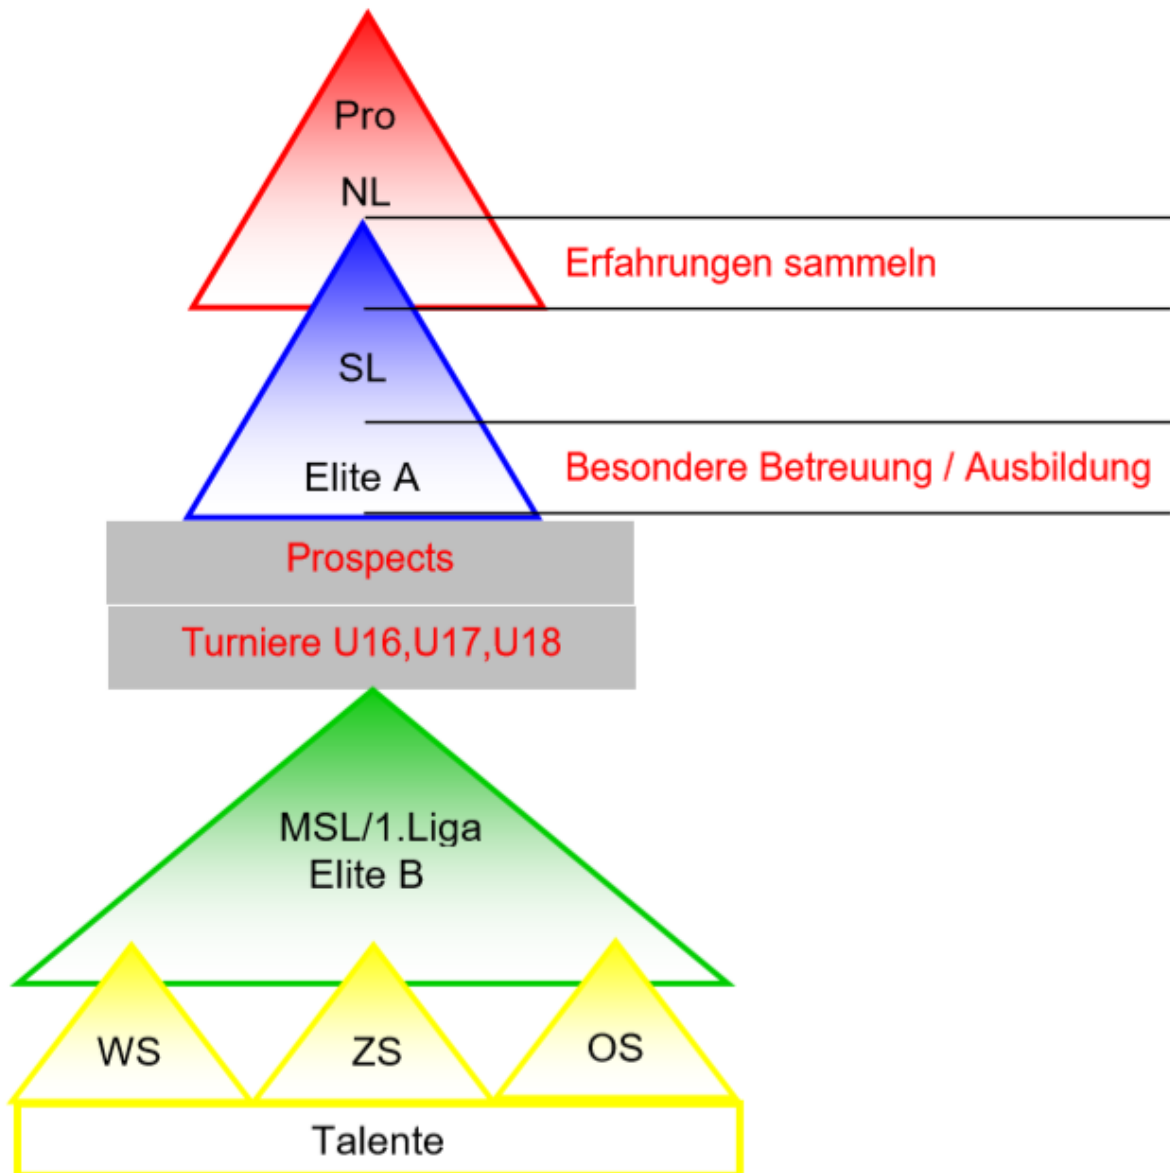 Pro
NL
Erfahrungen sammeln
SL
Elite A
Besondere Betreuung / Ausbildung
Prospects
Turniere U16,U17,U18
MSL/1.Liga
Elite B
WS
ZS
OS
Talente